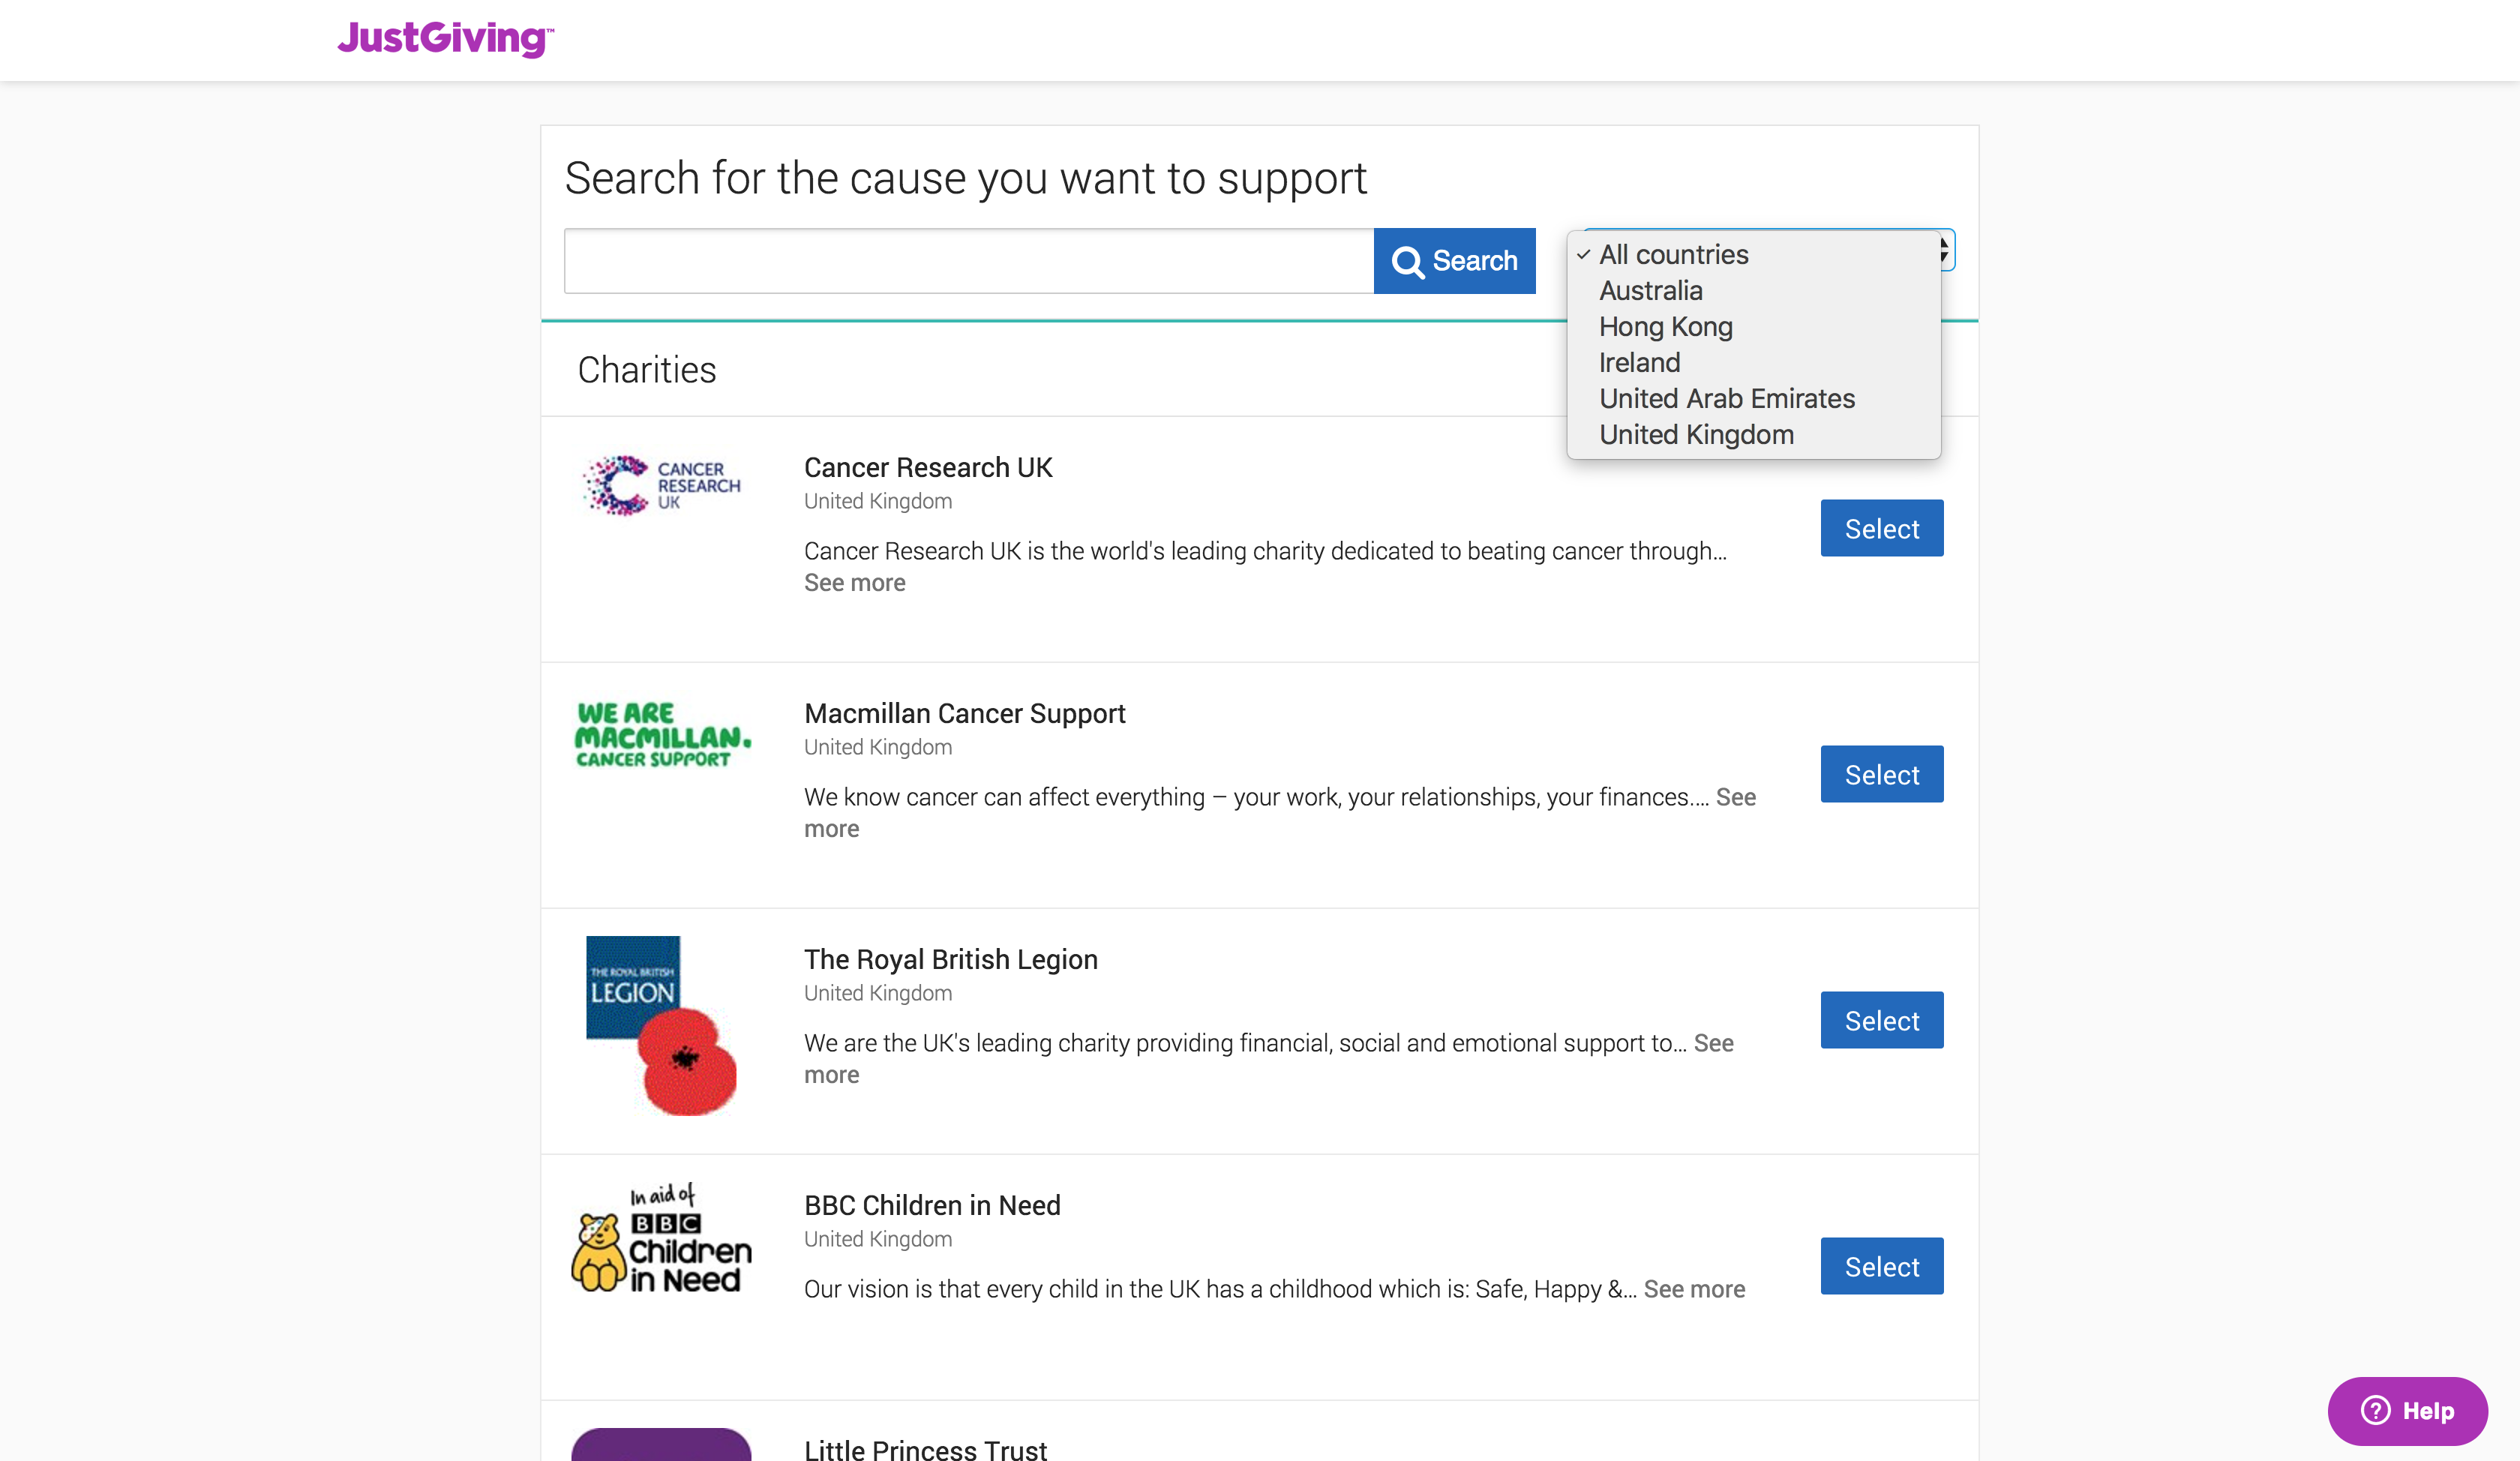 JustGiving™
Search for the cause you want to support
Search
✓ All countries
Australia
Hong Kong
Ireland
United Arab Emirates
United Kingdom
Charities
CANCER
RESEARCH
UK
Cancer Research UK
United Kingdom
Cancer Research UK is the world's leading charity dedicated to beating cancer through...
See more
Select
WE ARE
MACMILLAN.
CANCER SUPPORT
Macmillan Cancer Support
United Kingdom
We know cancer can affect everything – your work, your relationships, your finances.... See
more
Select
THE ROYAL BRITISH
LEGION
The Royal British Legion
United Kingdom
We are the UK's leading charity providing financial, social and emotional support to... See
more
Select
In aid of
BBC
Children
in Need
BBC Children in Need
United Kingdom
Our vision is that every child in the UK has a childhood which is: Safe, Happy &... See more
Select
Little Princess Trust
? Help